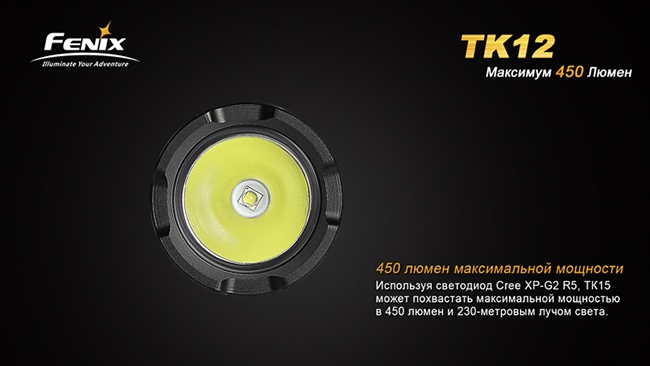 FENIX
Illuminate Your Adventure
TK12
Максимум 450 Люмен
450 люмен максимальной мощности
Используя светодиод Cree XP-G2 R5, TK15
может похвастать максимальной мощностью
в 450 люмен и 230-метровым лучом света.